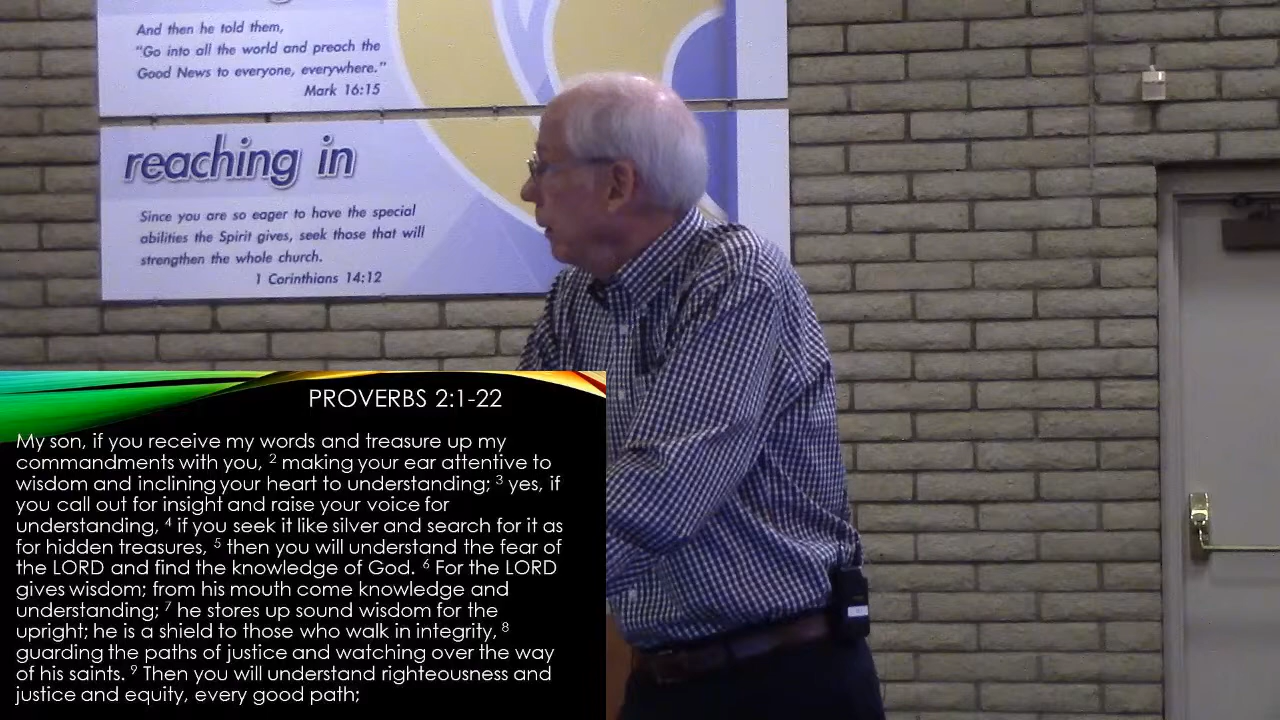 And then he told them,
"Go into all the world and preach the
Good News to everyone, everywhere."
Mark 16:15
reaching in
Since you are so eager to have the special
abilities the Spirit gives, seek those that will
strengthen the whole church.
1 Corinthians 14:12
PROVERBS 2:1-22
My son, if you receive my words and treasure up my
commandments with you, 2 making your ear attentive to
wisdom and inclining your heart to understanding; 3 yes, if
you call out for insight and raise your voice for
understanding, 4 if you seek it like silver and search for it as
for hidden treasures, 5 then you will understand the fear of
the LORD and find the knowledge of God. 6 For the LORD
gives wisdom; from his mouth come knowledge and
understanding; 7 he stores up sound wisdom for the
upright; he is a shield to those who walk in integrity, 8
guarding the paths of justice and watching over the way
of his saints. 9 Then you will understand righteousness and
justice and equity, every good path;